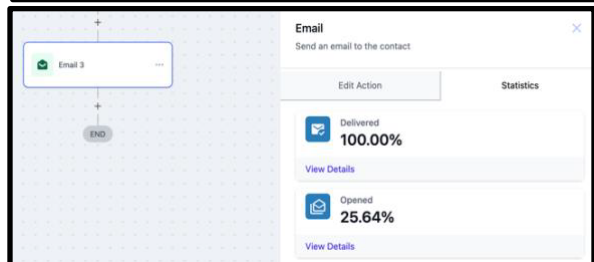 Email 3
...
END
Email
Send an email to the contact
Edit Action
Statistics
Delivered
100.00%
View Details
Opened
25.64%
View Details